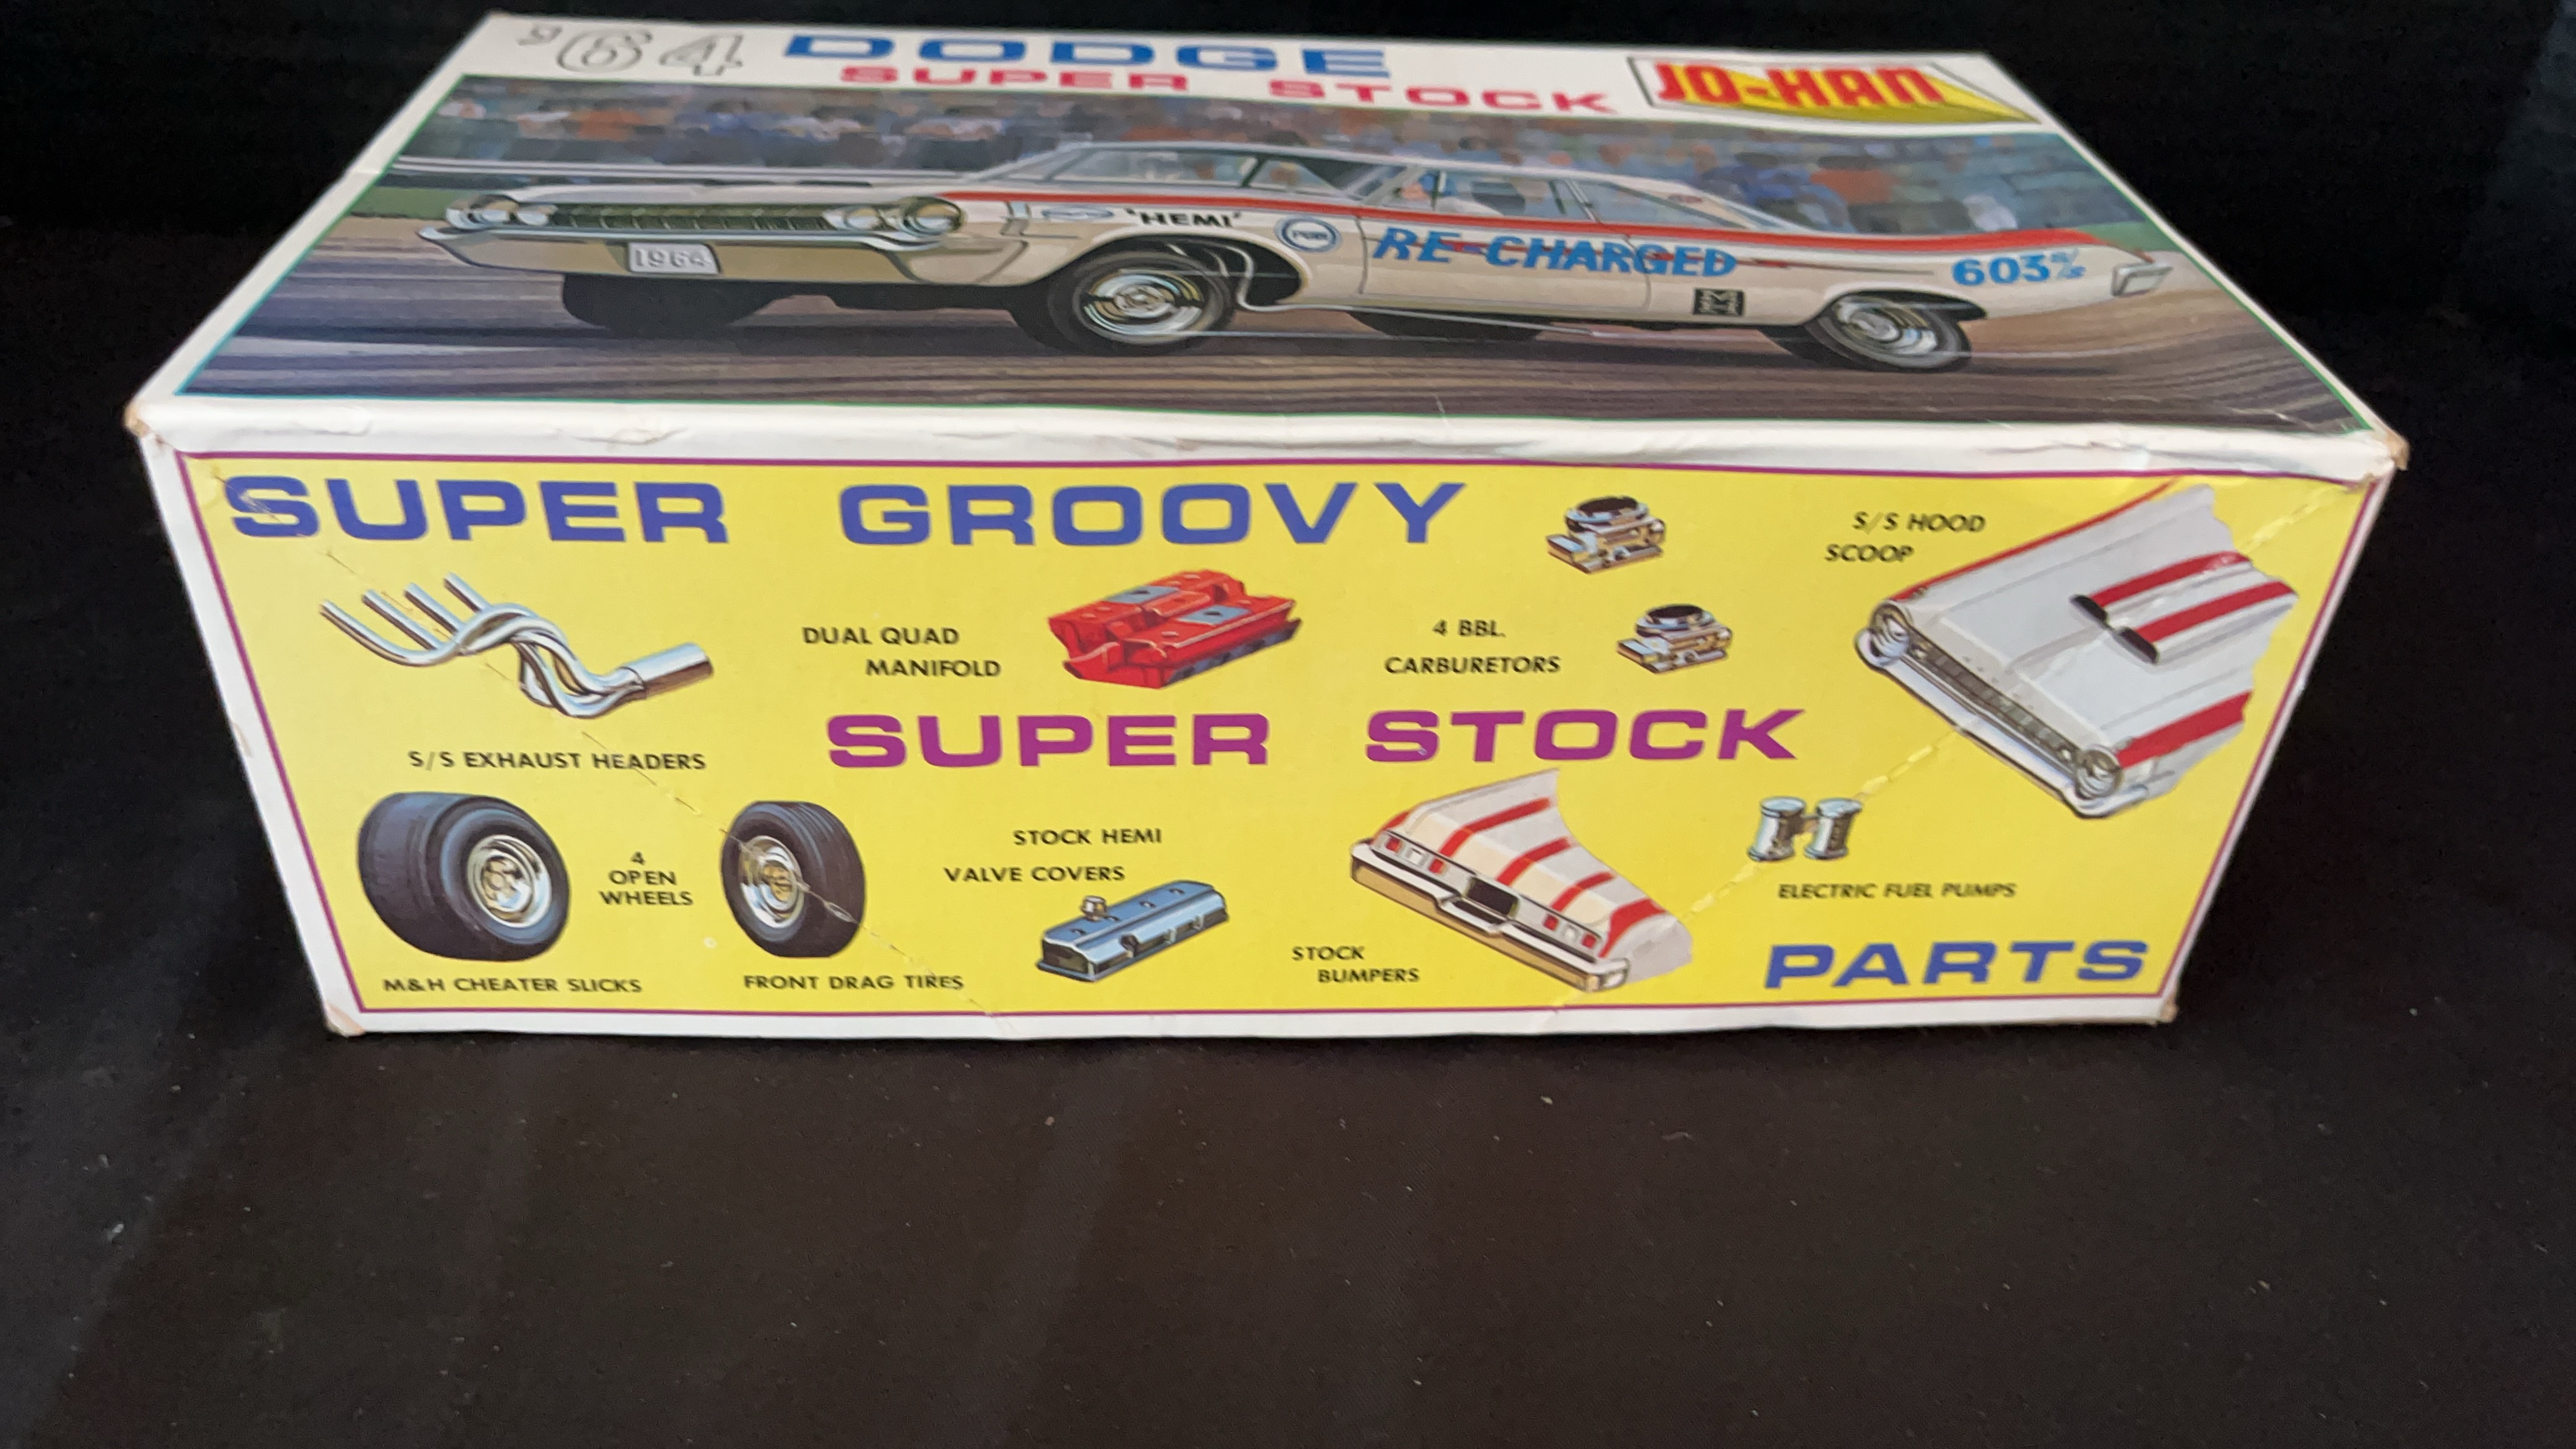 '64 DODGE
SUPER STOCK
JO-HAN
'HEMI'
RE-CHARGED
603 S/S
1964
SUPER GROOVY
S/S HOOD
SCOOP
DUAL QUAD
MANIFOLD
4 BBL.
CARBURETORS
SUPER STOCK
S/S EXHAUST HEADERS
4
OPEN
WHEELS
STOCK HEMI
VALVE COVERS
ELECTRIC FUEL PUMPS
STOCK
BUMPERS
PARTS
M&H CHEATER SLICKS
FRONT DRAG TIRES